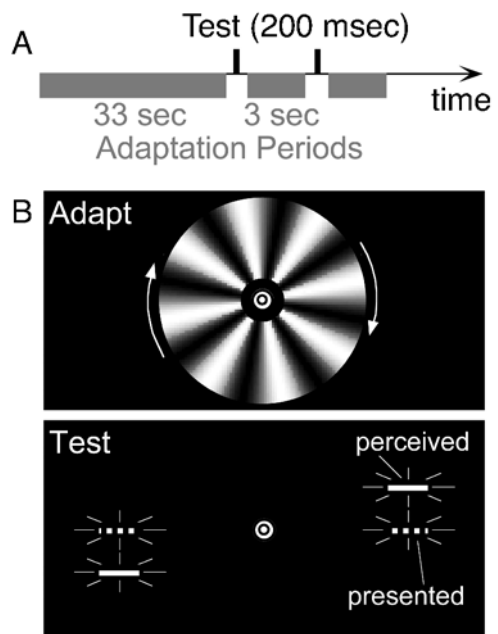 A
Test (200 msec)
time
33 sec
3 sec
Adaptation Periods
B
Adapt
Test
perceived
presented